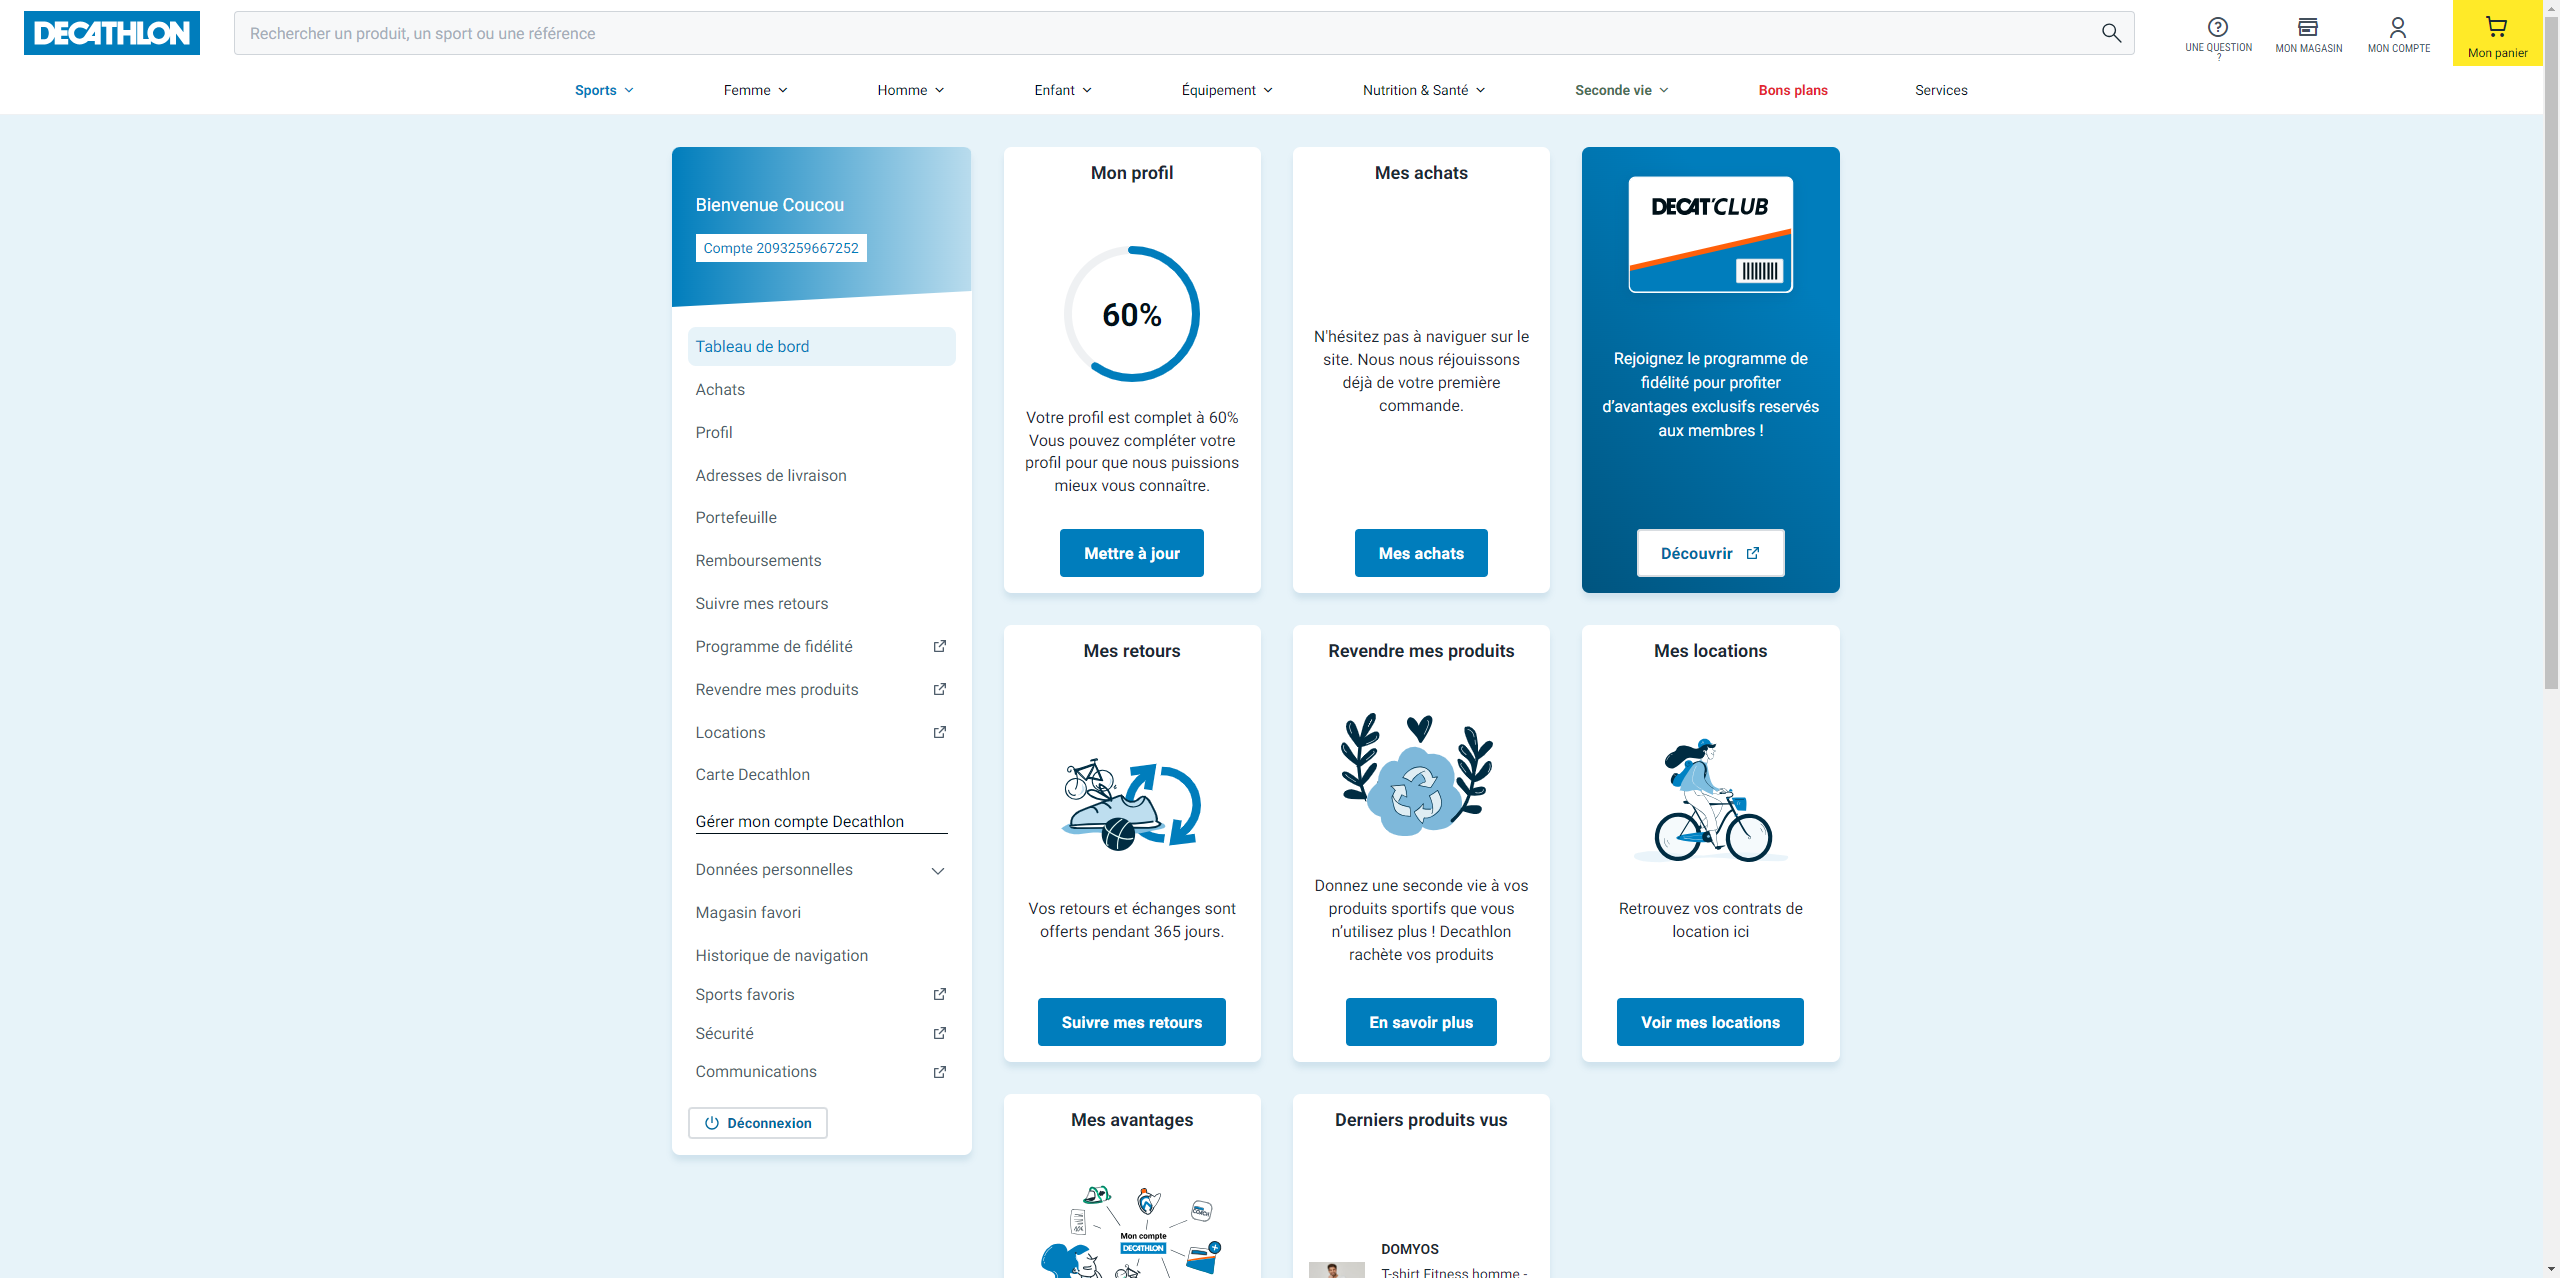 DECATHLON
Rechercher un produit, un sport ou une référence
UNE QUESTION
?
MON MAGASIN
MON COMPTE
Mon panier
Sports
Femme
Homme
Enfant
Équipement
Nutrition & Santé
Seconde vie
Bons plans
Services
Bienvenue Coucou
Compte 2093259667252
Tableau de bord
Achats
Profil
Adresses de livraison
Portefeuille
Remboursements
Suivre mes retours
Programme de fidélité
Revendre mes produits
Locations
Carte Decathlon
Gérer mon compte Decathlon
Données personnelles
Magasin favori
Historique de navigation
Sports favoris
Sécurité
Communications
Déconnexion
Mon profil
60%
Votre profil est complet à 60%
Vous pouvez compléter votre
profil pour que nous puissions
mieux vous connaître.
Mettre à jour
Mes achats
N'hésitez pas à naviguer sur le
site. Nous nous réjouissons
déjà de votre première
commande.
Mes achats
DECAT'CLUB
Rejoignez le programme de
fidélité pour profiter
d’avantages exclusifs reservés
aux membres !
Découvrir
Mes retours
Vos retours et échanges sont
offerts pendant 365 jours.
Suivre mes retours
Revendre mes produits
Donnez une seconde vie à vos
produits sportifs que vous
n’utilisez plus ! Decathlon
rachète vos produits
En savoir plus
Mes locations
Retrouvez vos contrats de
location ici
Voir mes locations
Mes avantages
Mon compte
DECATHLON
Derniers produits vus
DOMYOS
T-shirt Fitness homme -